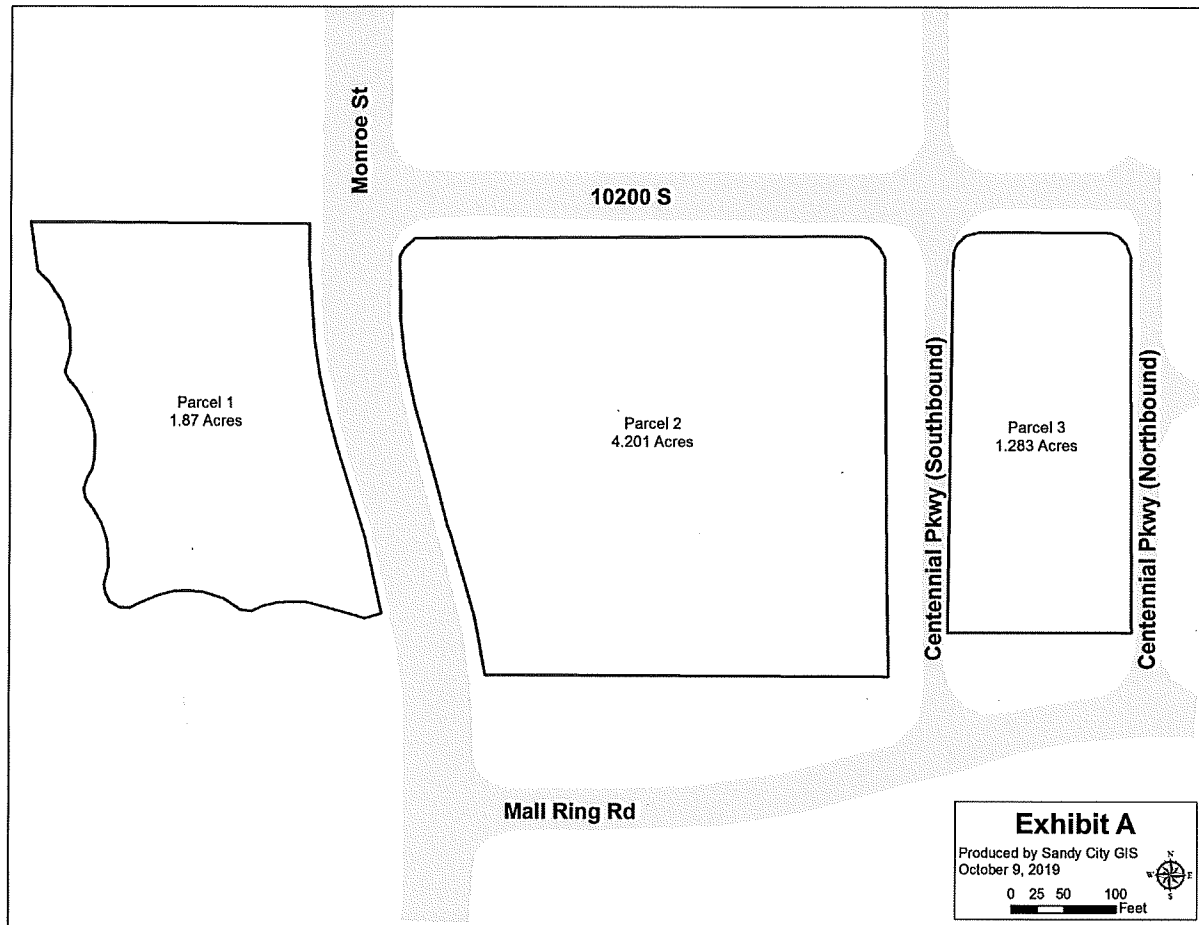 Monroe St
10200 S
Parcel 1
1.87 Acres
Parcel 2
4.201 Acres
Centennial Pkwy (Southbound)
Parcel 3
1.283 Acres
Centennial Pkwy (Northbound)
Mall Ring Rd
Exhibit A
Produced by Sandy City GIS
October 9, 2019
N
W E
S
0 25 50 100
Feet